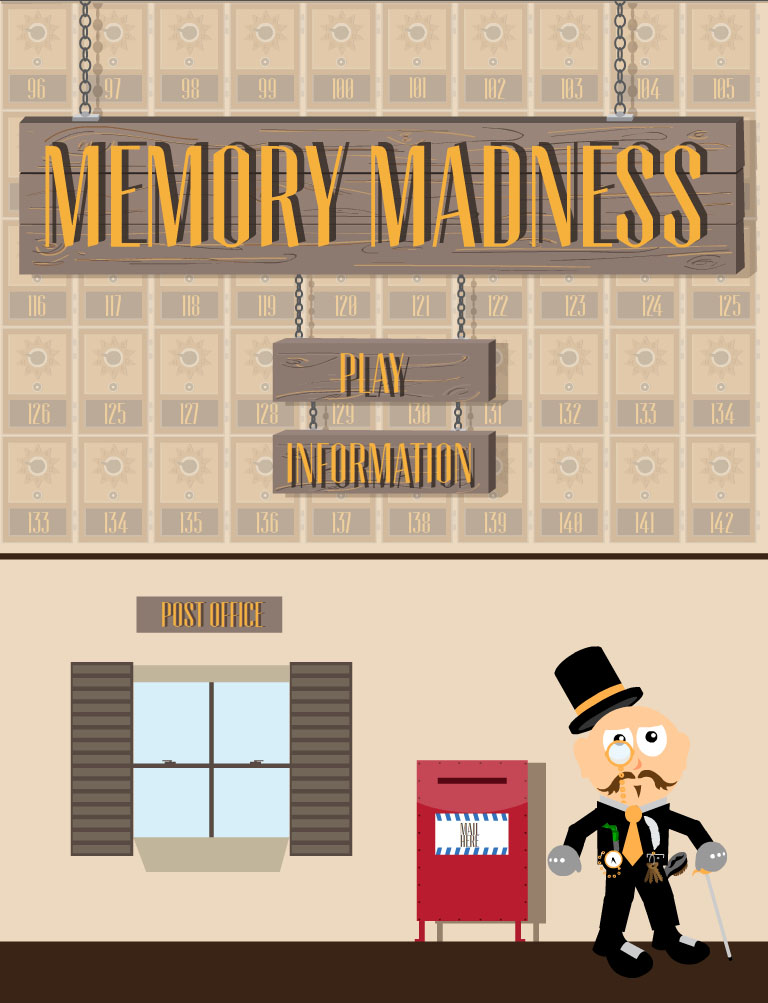 96 97 98 99 100 101 102 103 104 105
MEMORY MADNESS
116 117 118 119 120 121 122 123 124 125
PLAY
126 125 127 128 129 130 131 132 133 134
INFORMATION
133 134 135 136 137 138 139 140 141 142
POST OFFICE
MAIL
HERE